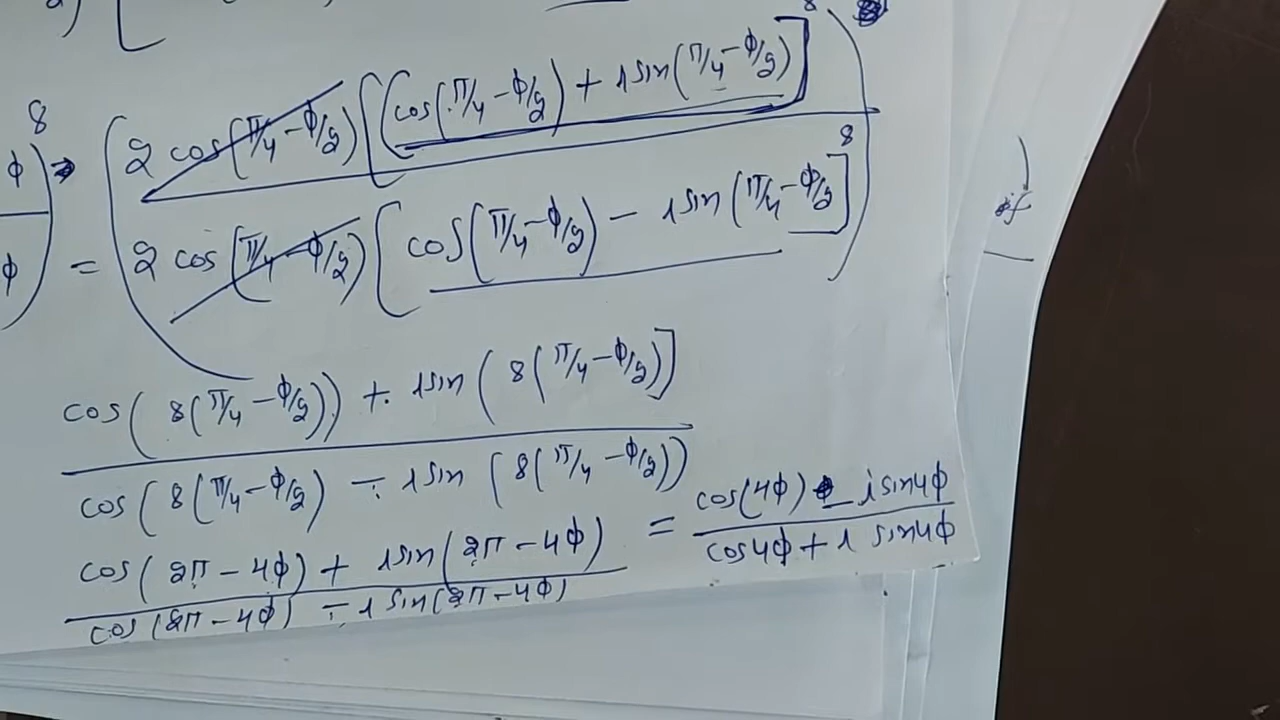 8
ϕ) = (2 cos(π/4 - ϕ/2) [(cos(π/4 - ϕ/2) + i sin(π/4 - ϕ/2)]^8
ϕ 2 cos(π/4 - ϕ/2) [cos(π/4 - ϕ/2) - i sin(π/4 - ϕ/2]^8)
if
cos(8(π/4 - ϕ/2)) + i sin(8(π/4 - ϕ/2)]
cos(8(π/4 - ϕ/2) - i sin(8(π/4 - ϕ/2))
cos(2π - 4ϕ) + i sin(2π - 4ϕ) = cos(4ϕ) - i sin4ϕ
cos(2π - 4ϕ) - i sin(2π - 4ϕ) cos4ϕ + i sin4ϕ